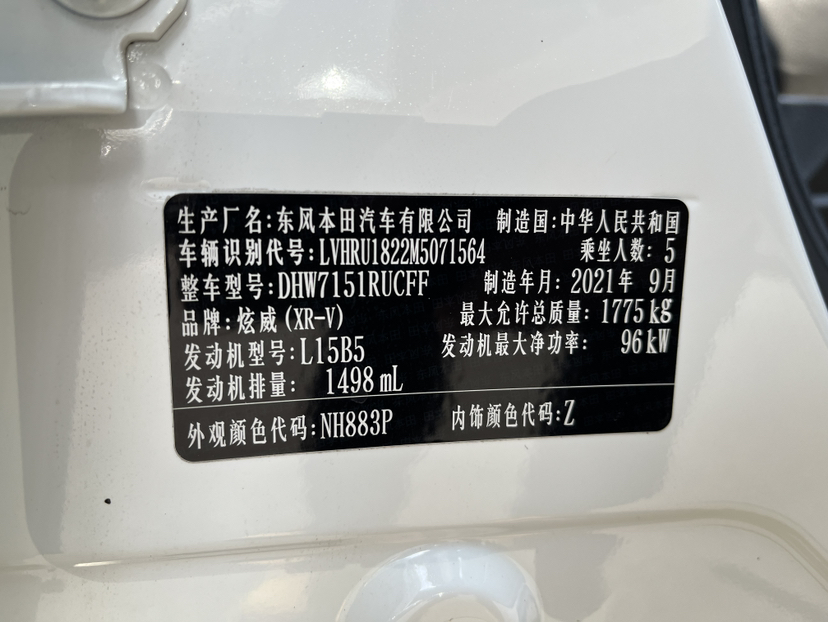 生产厂名:东风本田汽车有限公司 制造国:中华人民共和国
车辆识别代号:LVHRU1822M5071564 乘坐人数: 5
整车型号:DHW7151RUCFF 制造年月: 2021年 9月
品牌:炫威(XR-V) 最大允许总质量: 1775kg
发动机型号:L15B5 发动机最大净功率: 96kW
发动机排量: 1498 mL
外观颜色代码:NH883P 内饰颜色代码:Z